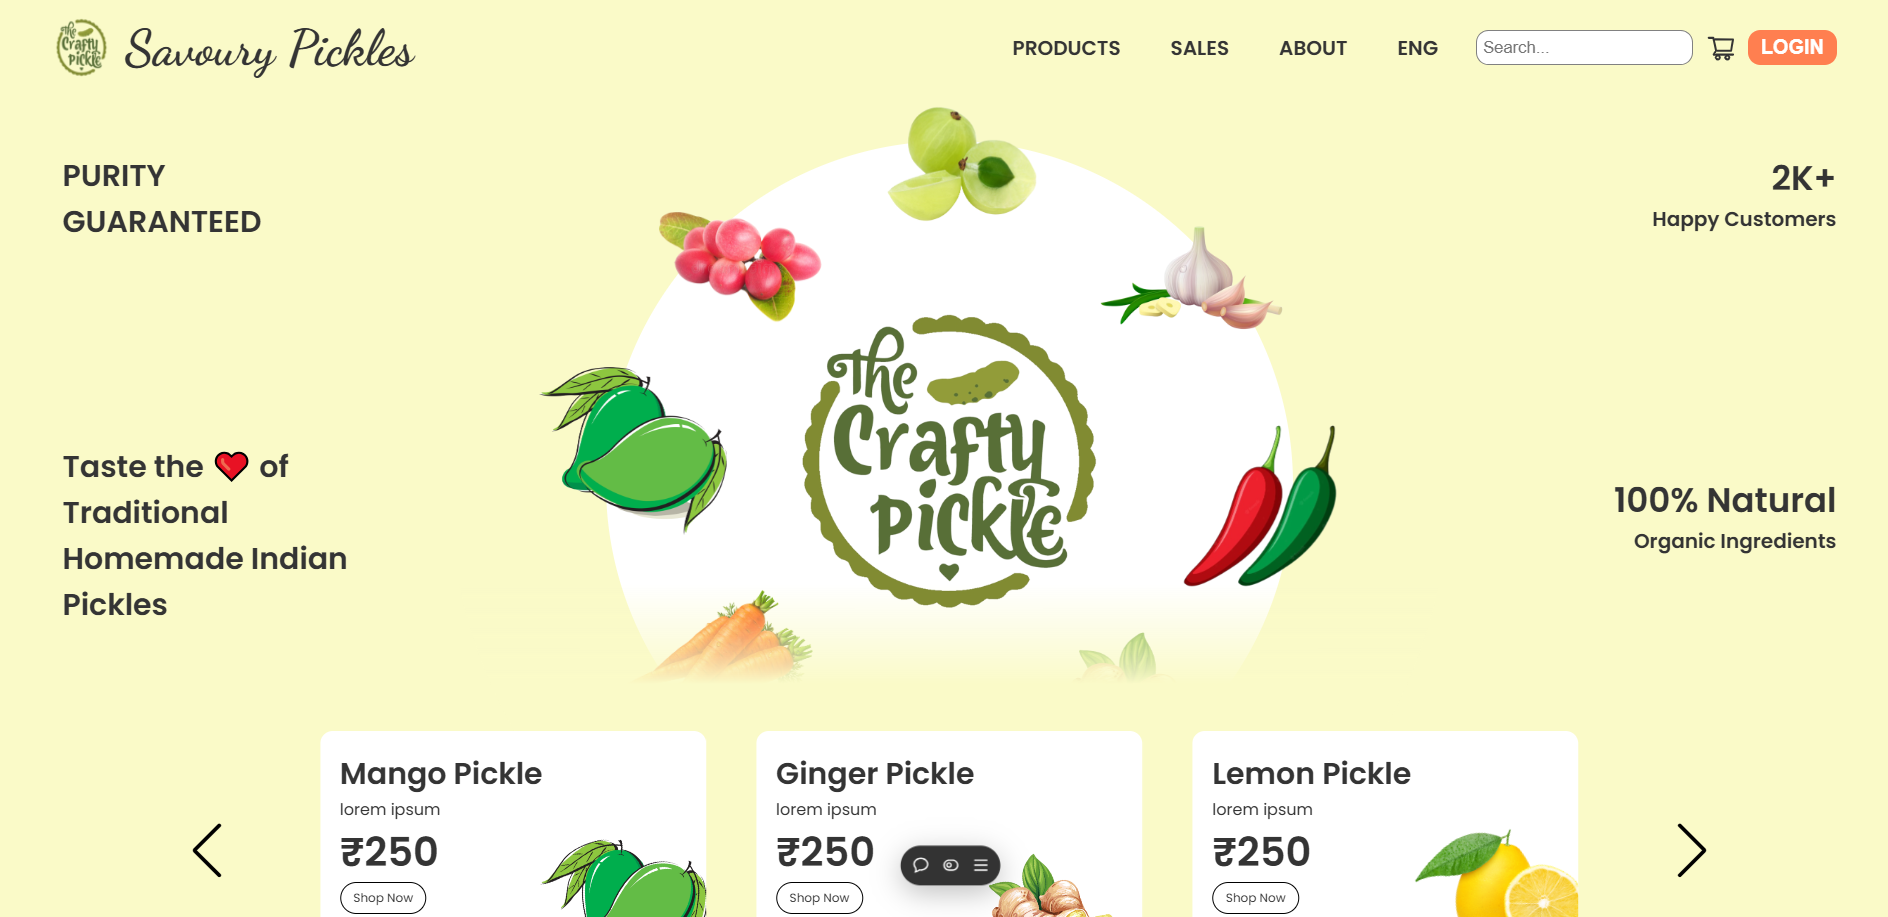 The
Crafty
pickle
Savoury Pickles
PRODUCTS SALES ABOUT ENG Search... LOGIN
PURITY
GUARANTEED
2K+
Happy Customers
The
Crafty
pickle
Taste the ❤️ of
Traditional
Homemade Indian
Pickles
100% Natural
Organic Ingredients
Mango Pickle
lorem ipsum
₹250
Shop Now
Ginger Pickle
lorem ipsum
₹250
Shop Now
Lemon Pickle
lorem ipsum
₹250
Shop Now